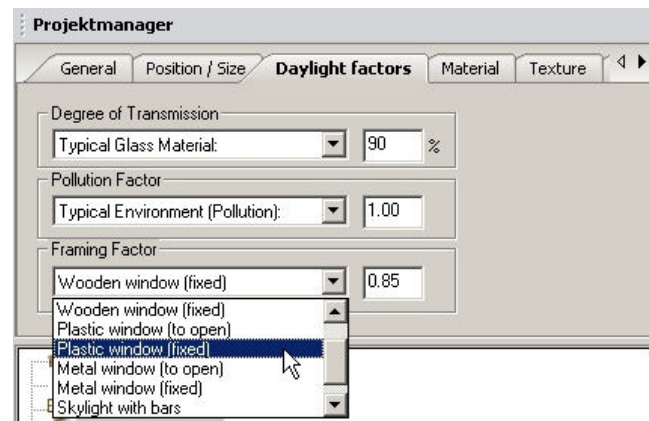 Projektmanager
General Position / Size Daylight factors Material Texture
Degree of Transmission
Typical Glass Material: 90 %
Pollution Factor
Typical Environment (Pollution): 1.00
Framing Factor
Wooden window (fixed) 0.85
Wooden window (fixed)
Plastic window (to open)
Plastic window (fixed)
Metal window (to open)
Metal window (fixed)
Skylight with bars